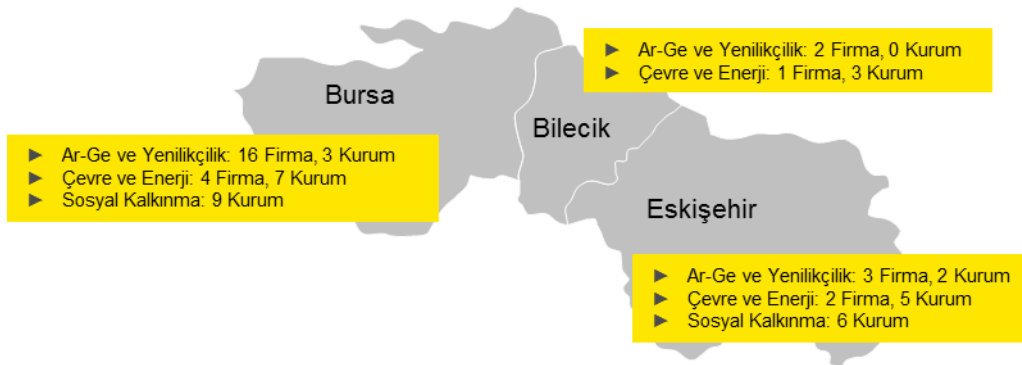 ► Ar-Ge ve Yenilikçilik: 2 Firma, 0 Kurum
► Çevre ve Enerji: 1 Firma, 3 Kurum
Bursa
Bilecik
► Ar-Ge ve Yenilikçilik: 16 Firma, 3 Kurum
► Çevre ve Enerji: 4 Firma, 7 Kurum
► Sosyal Kalkınma: 9 Kurum
Eskişehir
► Ar-Ge ve Yenilikçilik: 3 Firma, 2 Kurum
► Çevre ve Enerji: 2 Firma, 5 Kurum
► Sosyal Kalkınma: 6 Kurum